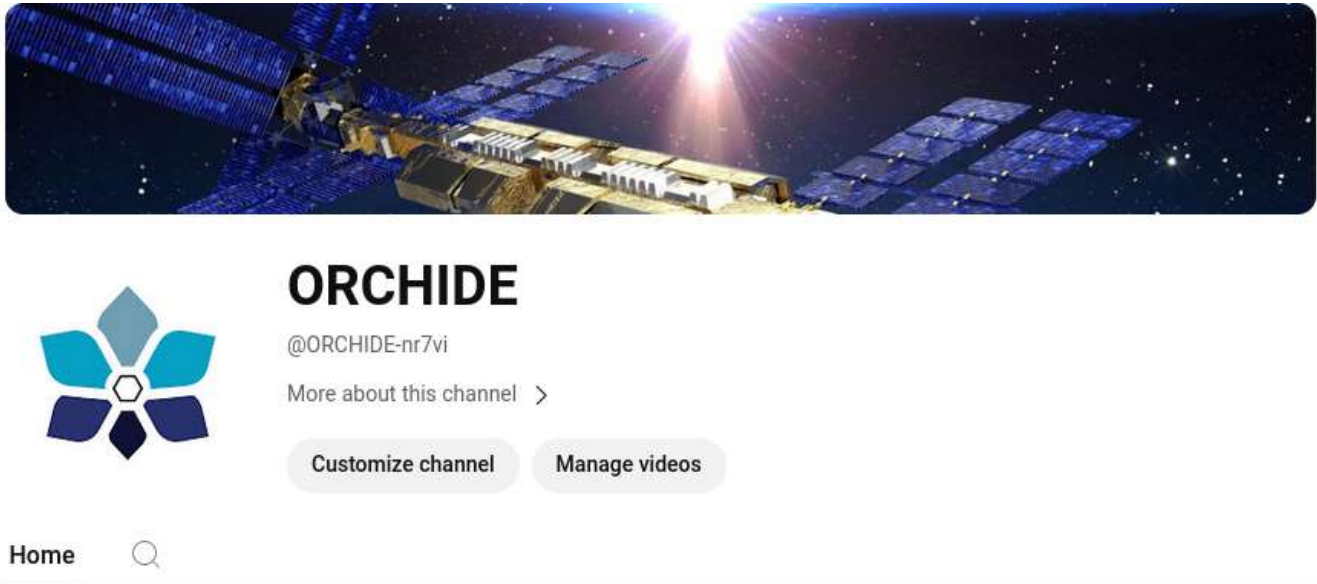 ORCHIDE
@ORCHIDE-nr7vi
More about this channel
Customize channel Manage videos
Home